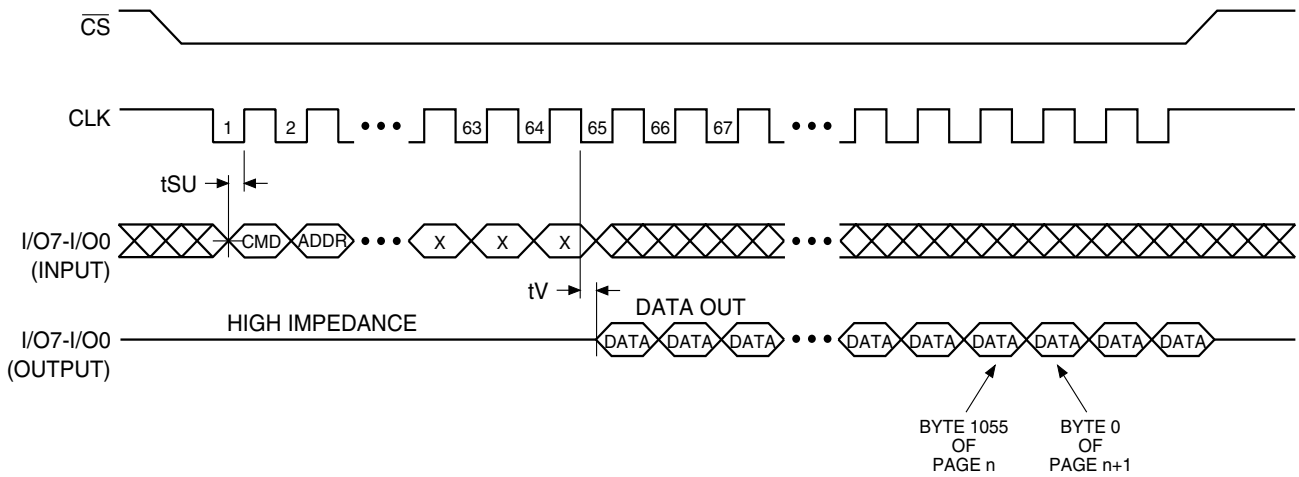 CS
CLK
1 2 63 64 65 66 67
tSU
I/O7-I/O0
(INPUT)
CMD ADDR X X X
tV
DATA OUT
HIGH IMPEDANCE
I/O7-I/O0
(OUTPUT)
DATA DATA DATA DATA DATA DATA DATA DATA DATA
BYTE 1055
OF
PAGE n
BYTE 0
OF
PAGE n+1